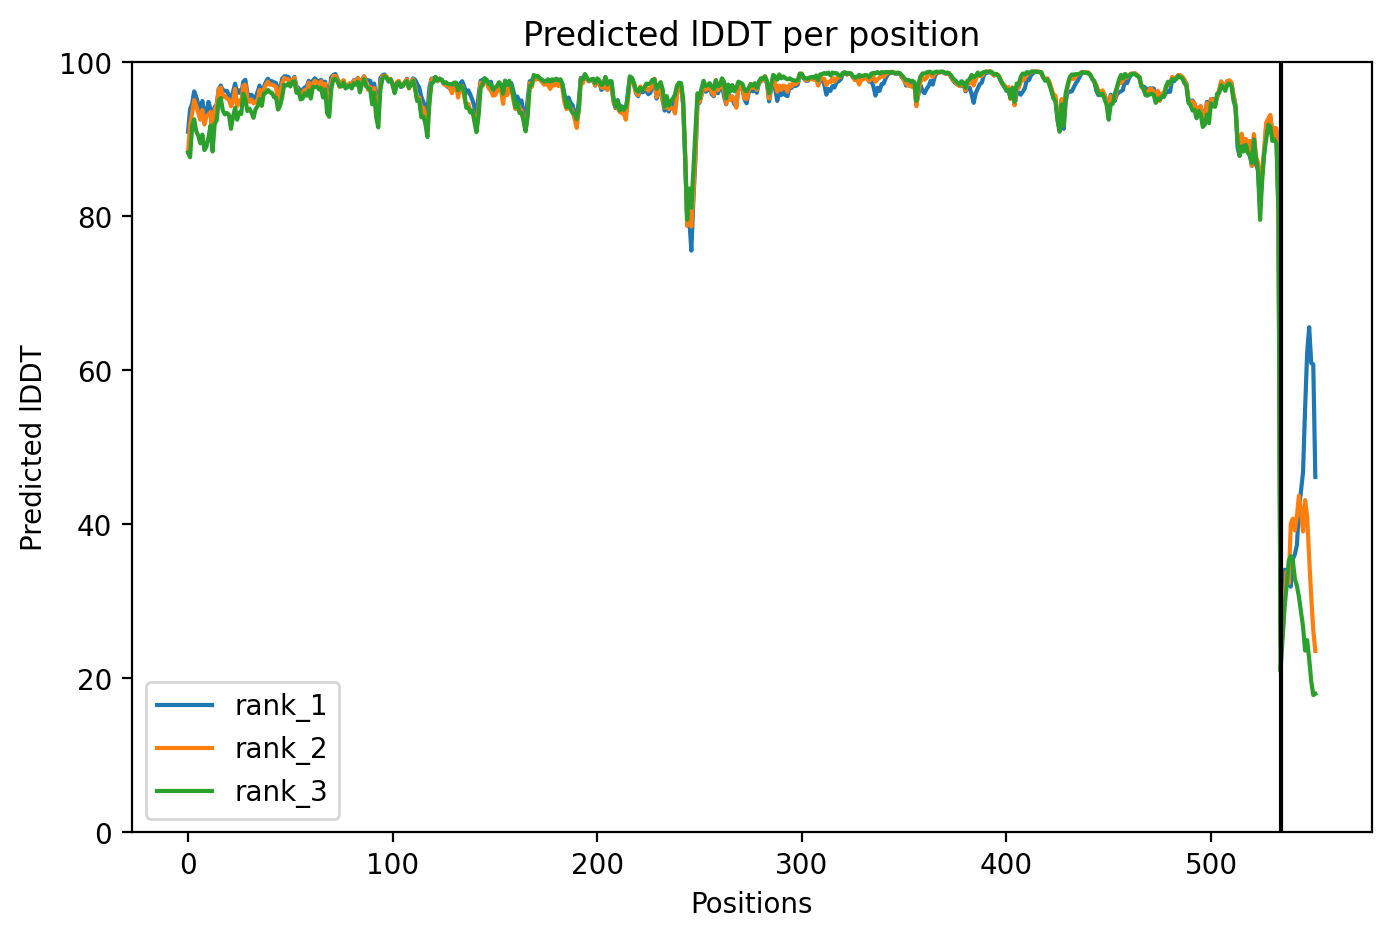 Predicted lDDT per position
100
80
60
40
20
0
Predicted lDDT
rank_1
rank_2
rank_3
0 100 200 300 400 500
Positions